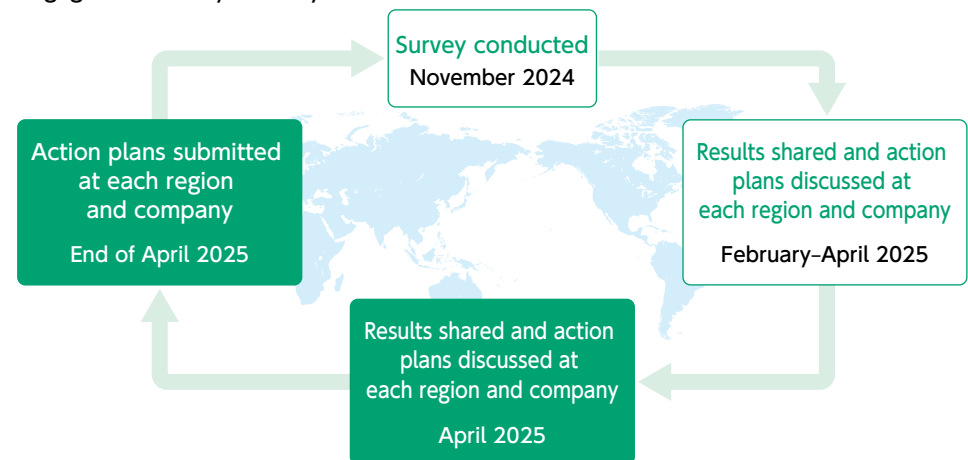 Survey conducted
November 2024
Results shared and action
plans discussed at
each region and company
February–April 2025
Results shared and action
plans discussed at
each region and company
April 2025
Action plans submitted
at each region
and company
End of April 2025